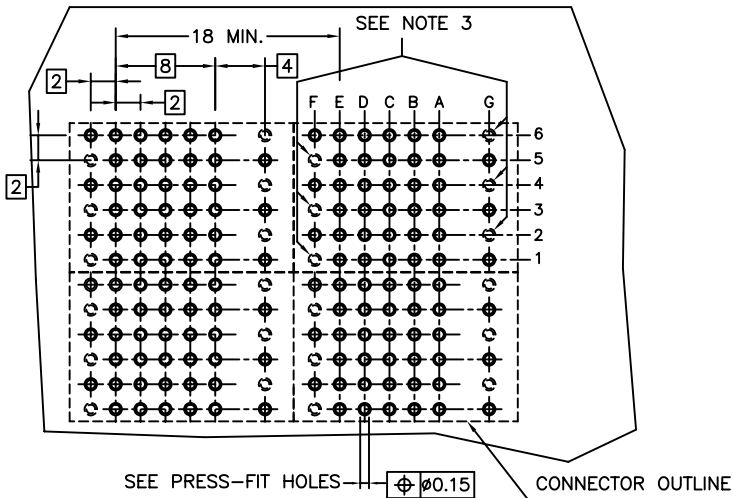 SEE NOTE 3
18 MIN.
8
4
2
2
F E D C B A G
6
5
4
3
2
1
2
SEE PRESS-FIT HOLES
⌖ ø0.15
CONNECTOR OUTLINE